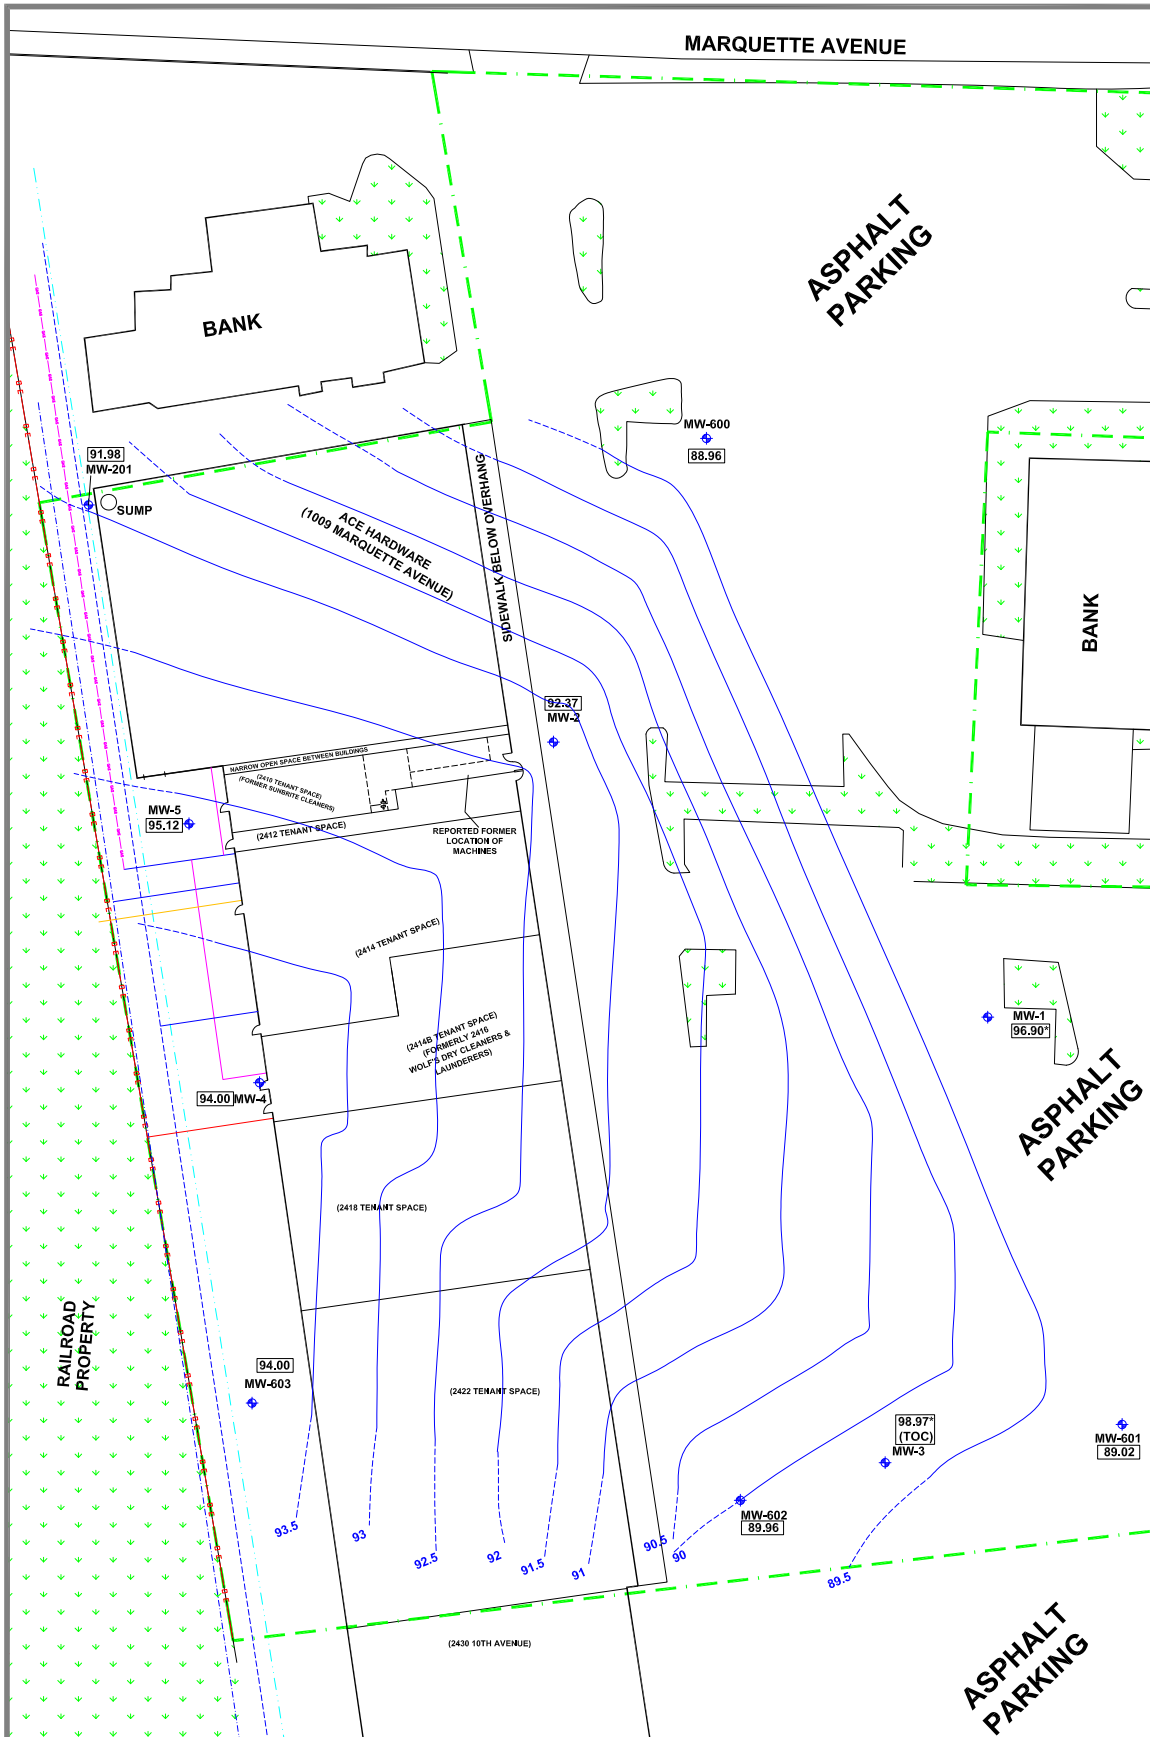 MARQUETTE AVENUE
ASPHALT
PARKING
BANK
MW-600
88.96
91.98
MW-201
SUMP
ACE HARDWARE
(1009 MARQUETTE AVENUE)
SIDEWALK BELOW OVERHANG
BANK
92.37
MW-2
NARROW OPEN SPACE BETWEEN BUILDINGS
(2410 TENANT SPACE)
(FORMER SUNBRITE CLEANERS)
MW-5
95.12
(2412 TENANT SPACE)
REPORTED FORMER
LOCATION OF
MACHINES
(2414 TENANT SPACE)
(2414B TENANT SPACE)
(FORMERLY 2416
WOLF'S DRY CLEANERS &
LAUNDERERS)
MW-1
96.90*
ASPHALT
PARKING
94.00 MW-4
(2418 TENANT SPACE)
RAILROAD
PROPERTY
94.00
MW-603
(2422 TENANT SPACE)
98.97*
(TOC)
MW-3
MW-601
89.02
MW-602
89.96
93.5
93
92.5
92
91.5
91
90.5
90
89.5
(2430 10TH AVENUE)
ASPHALT
PARKING